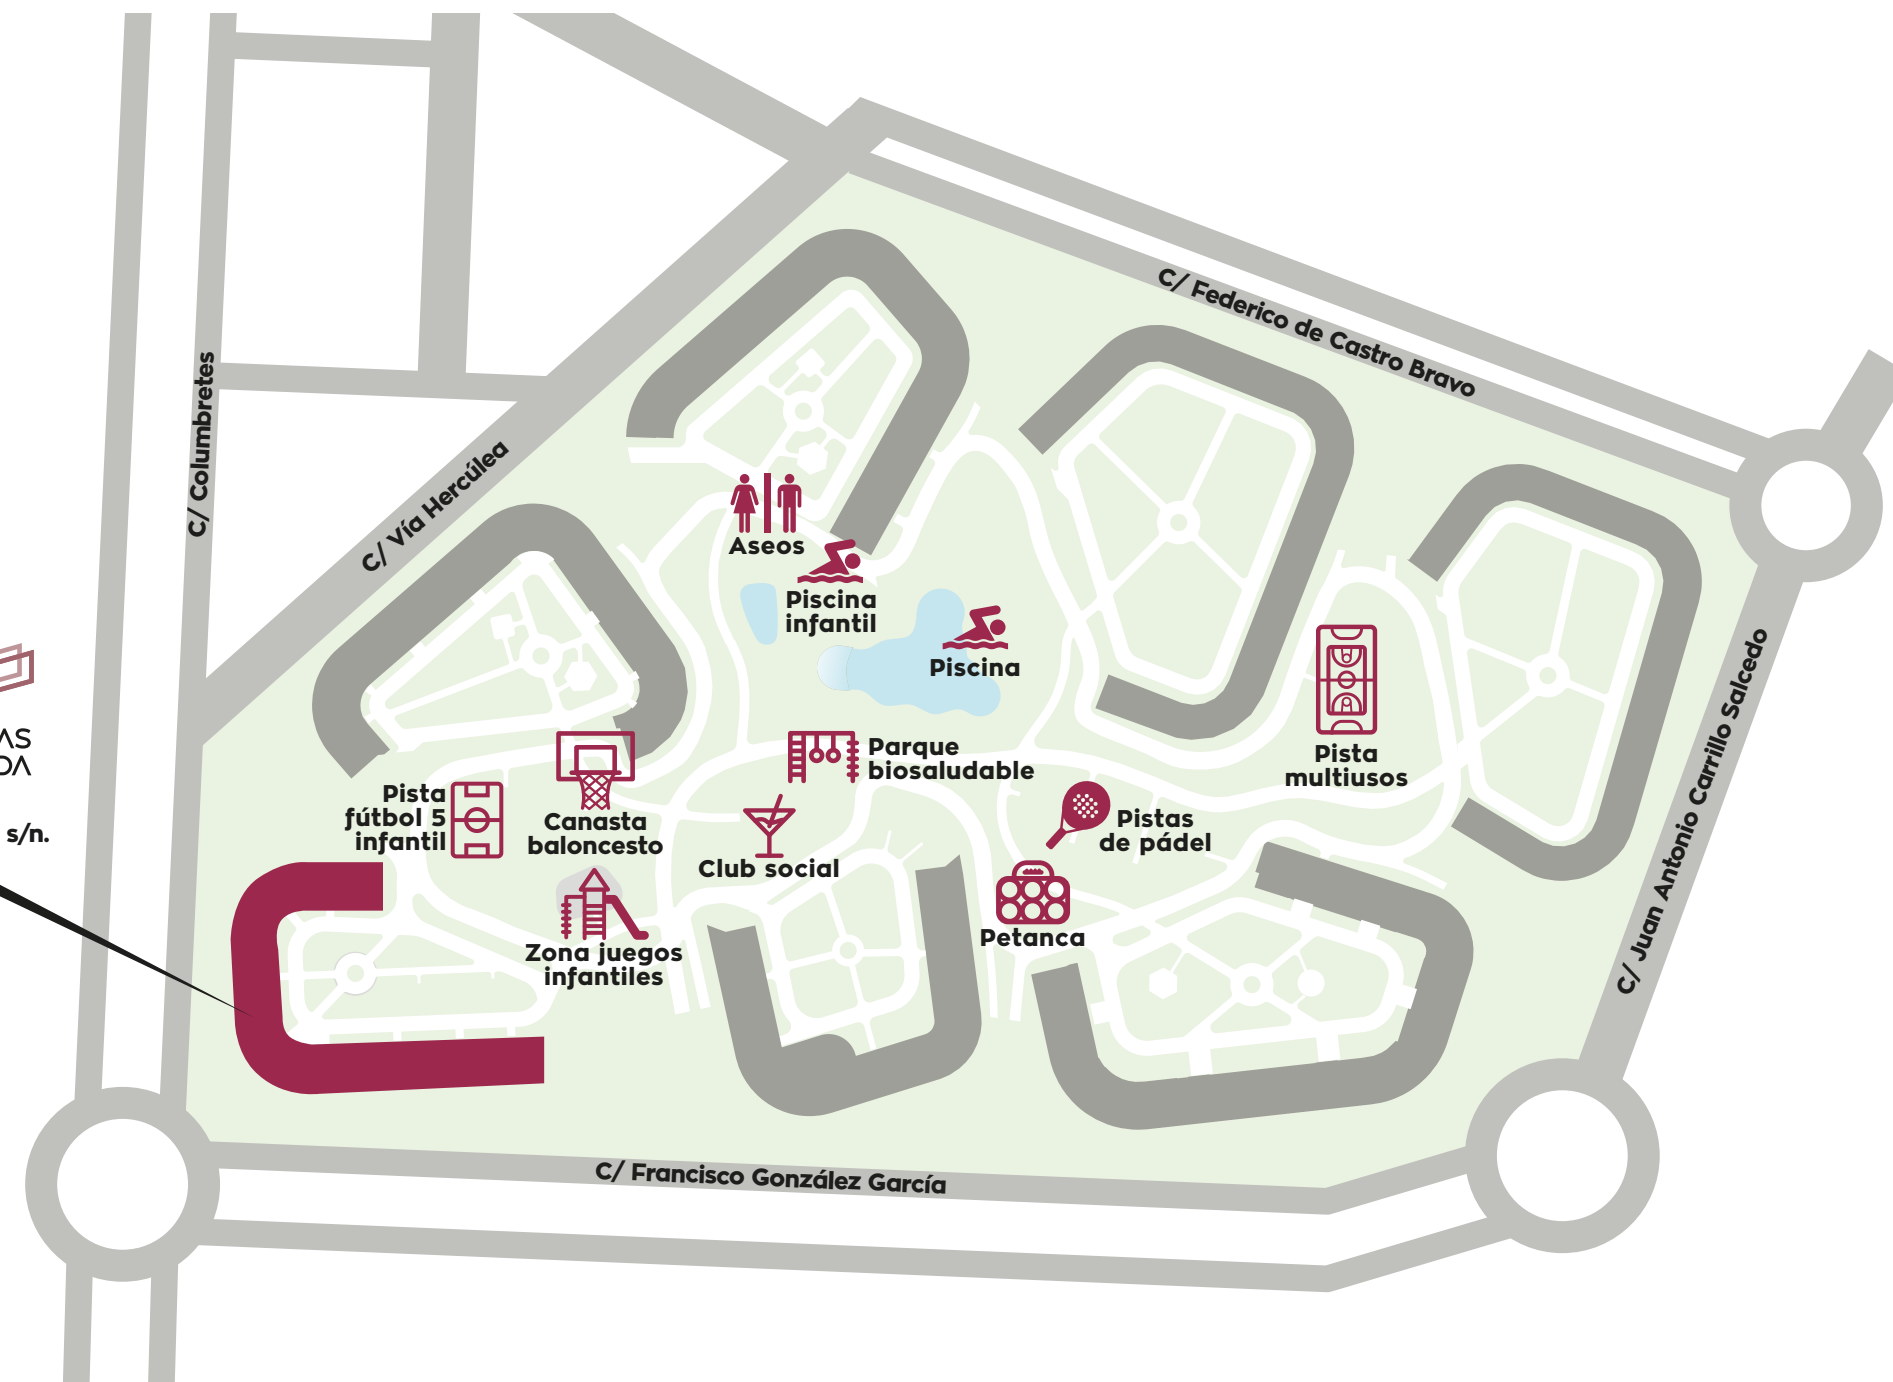 C/ Federico de Castro Bravo
C/ Columbretes
C/ Vía Hercúlea
Aseos
Piscina
infantil
Piscina
Pista
multiusos
Parque
biosaludable
Pista
fútbol 5
infantil
Canasta
baloncesto
Club social
Pistas
de pádel
Petanca
Zona juegos
infantiles
s/n.
C/ Juan Antonio Carrillo Salcedo
C/ Francisco González García